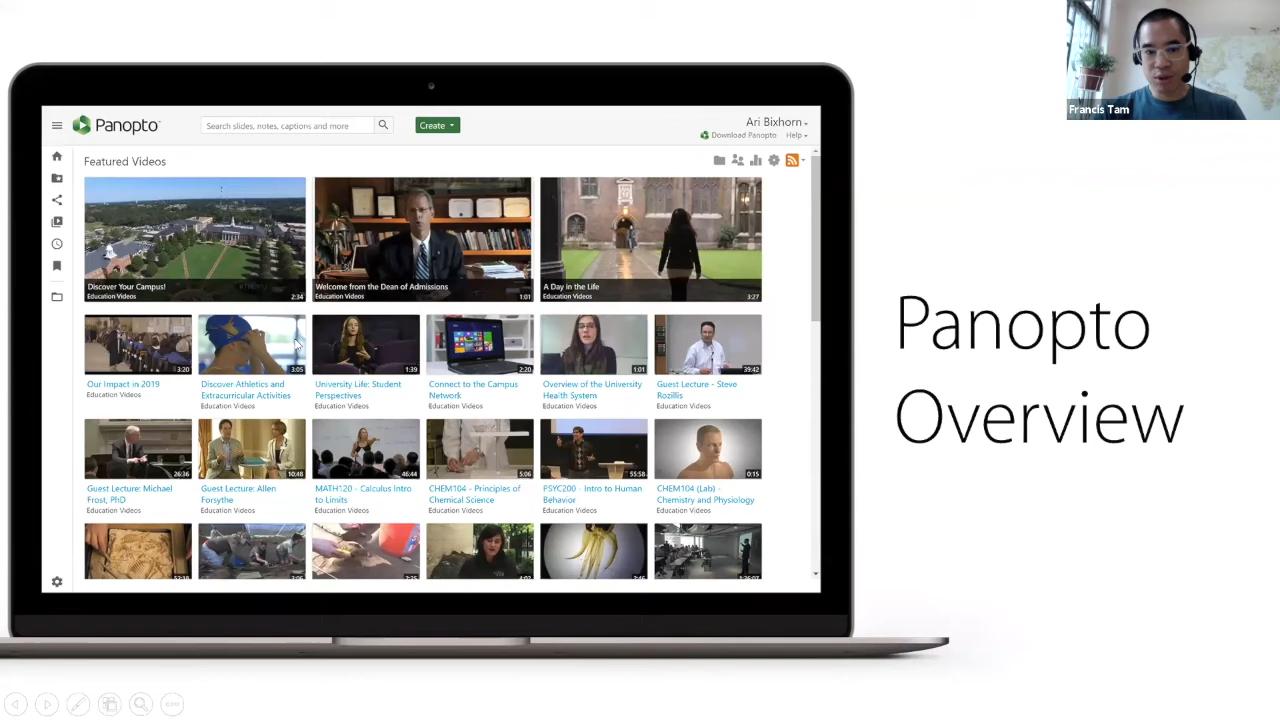 Francis Tam
Panopto
Search slides, notes, captions and more
Create
Ari Bixhorn
Download Panopto
Help
Featured Videos
Discover Your Campus!
Education Videos
2:34
Welcome from the Dean of Admissions
Education Videos
1:01
A Day in the Life
Education Videos
3:27
3:20
3:05
1:39
2:20
1:01
39:42
Our Impact in 2019
Education Videos
Discover Athletics and
Extracurricular Activities
Education Videos
University Life: Student
Perspectives
Education Videos
Connect to the Campus
Network
Education Videos
Overview of the University
Health System
Education Videos
Guest Lecture - Steve
Rozillis
Education Videos
26:36
10:48
46:44
5:06
55:58
0:15
Guest Lecture: Michael
Frost, PhD
Education Videos
Guest Lecture: Allen
Forsythe
Education Videos
MATH120 - Calculus Intro
to Limits
Education Videos
CHEM104 - Principles of
Chemical Science
Education Videos
PSYC200 - Intro to Human
Behavior
Education Videos
CHEM104 (Lab) -
Chemistry and Physiology
Education Videos
Panopto
Overview